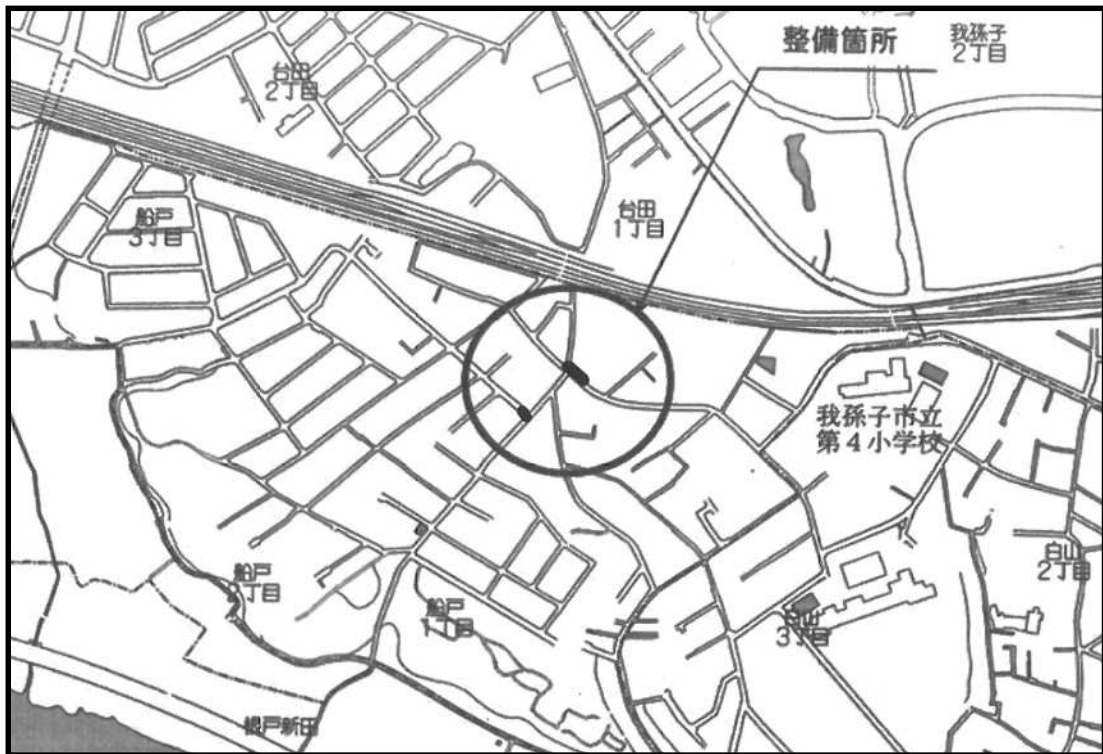 整備箇所
我孫子
2丁目
台田
2丁目
台田
1丁目
船戸
3丁目
我孫子市立
第4小学校
白山
2丁目
船戸
2丁目
船戸
1丁目
白山
3丁目
根戸新田